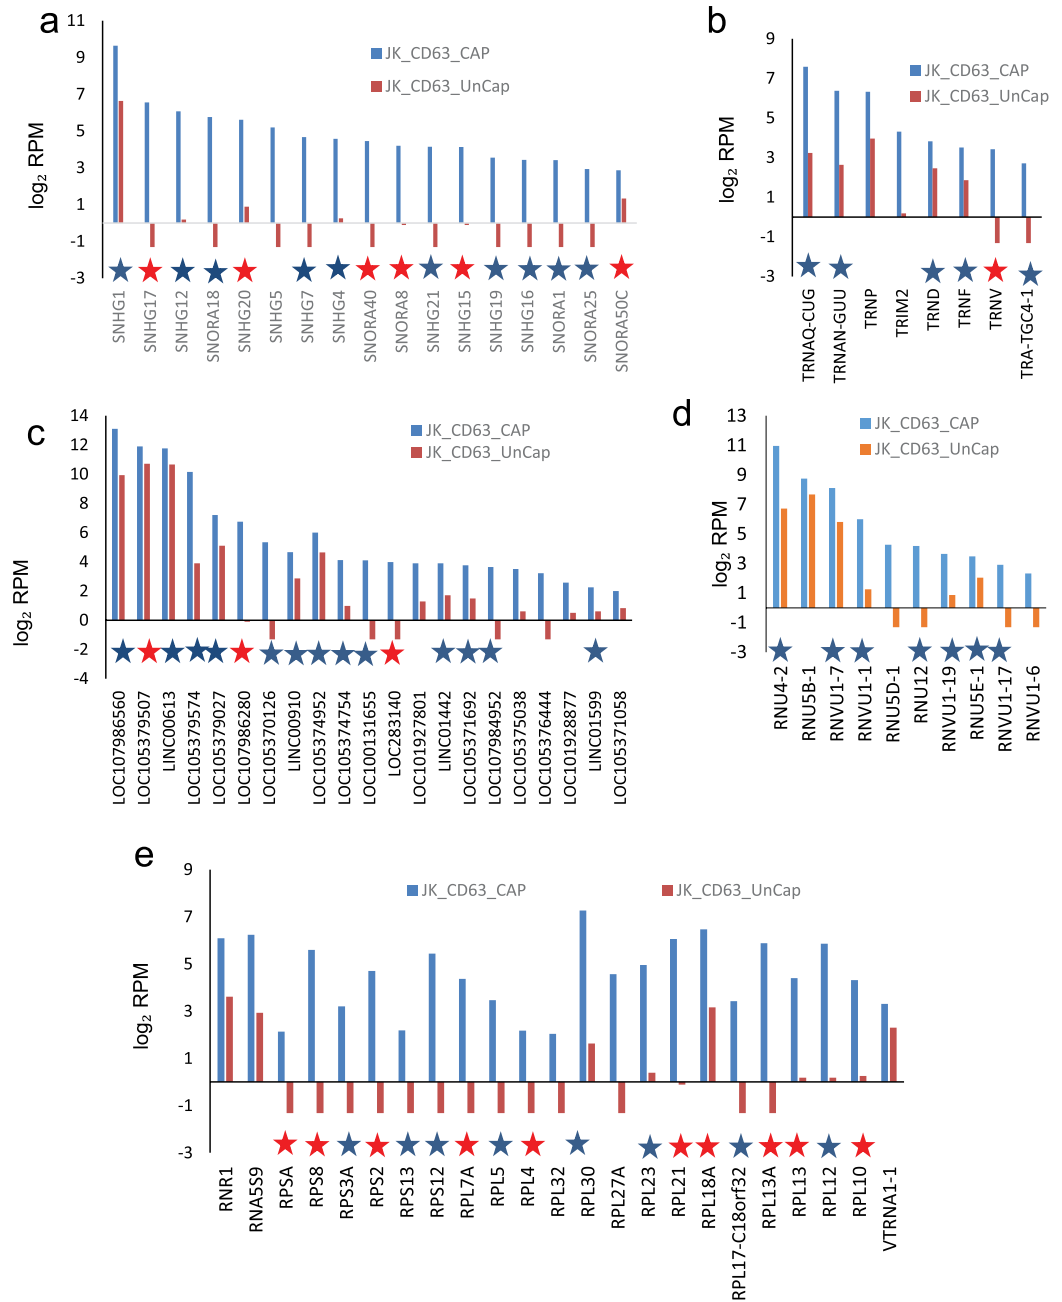 a
11
9
7
5
3
1
-1
-3
log₂ RPM
JK_CD63_CAP
JK_CD63_UnCap
SNHG1
SNHG17
SNHG12
SNORA18
SNHG20
SNHG5
SNHG7
SNHG4
SNORA40
SNORA8
SNHG21
SNHG15
SNHG19
SNHG16
SNORA1
SNORA25
SNORA50C
b
9
7
5
3
1
-1
-3
log₂ RPM
JK_CD63_CAP
JK_CD63_UnCap
TRNAQ-CUG
TRNAN-GUU
TRNP
TRIM2
TRND
TRNF
TRNV
TRA-TGC4-1
c
14
12
10
8
6
4
2
0
-2
-4
log₂ RPM
JK_CD63_CAP
JK_CD63_UnCap
LOC107986560
LOC105379507
LINC00613
LOC105379574
LOC105379027
LOC107986280
LOC105370126
LINC00910
LOC105374952
LOC105374754
LOC100131655
LOC283140
LOC101927801
LINC01442
LOC105371692
LOC107984952
LOC105375038
LOC105376444
LOC101928877
LINC01599
LOC105371058
d
13
11
9
7
5
3
1
-1
-3
log₂ RPM
JK_CD63_CAP
JK_CD63_UnCap
RNU4-2
RNU5B-1
RNVU1-7
RNVU1-1
RNU5D-1
RNU12
RNVU1-19
RNU5E-1
RNVU1-17
RNVU1-6
e
9
7
5
3
1
-1
-3
log₂ RPM
JK_CD63_CAP
JK_CD63_UnCap
RNR1
RNA5S9
RPSA
RPS8
RPS3A
RPS2
RPS13
RPS12
RPL7A
RPL5
RPL4
RPL32
RPL30
RPL27A
RPL23
RPL21
RPL18A
RPL17-C18orf32
RPL13A
RPL13
RPL12
RPL10
VTRNA1-1